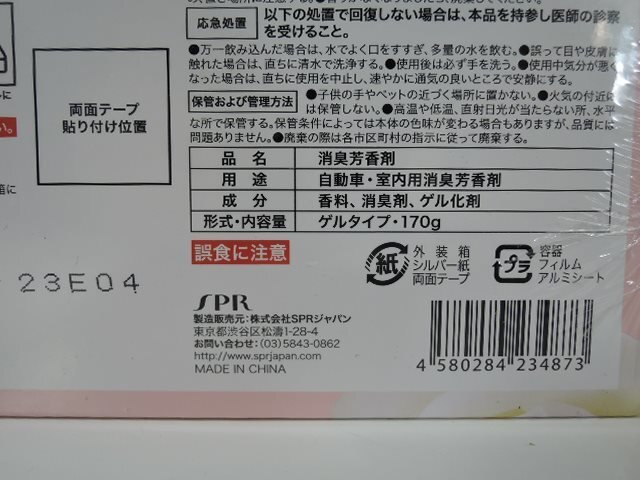 応急処置 以下の処置で回復しない場合は、本品を持参し医師の診察
を受けること。
●万一飲み込んだ場合は、水でよく口をすすぎ、多量の水を飲む。●誤って目や皮膚に
触れた場合は、直ちに清水で洗浄する。●使用後は必ず手を洗う。●使用中気分が悪く
なった場合は、直ちに使用を中止し、速やかに通気の良いところで安静にする。
保管および管理方法 ●子供の手やペットの近づく場所に置かない。●火気の付近
は保管しない。●高温や低温、直射日光が当たらない所、水平
な所で保管する。保管条件によっては本体の色味が変わる場合もありますが、品質には
問題ありません。●廃棄の際は各市区町村の指示に従って廃棄する。
両面テープ
貼り付け位置
品 名 消臭芳香剤
用 途 自動車・室内用消臭芳香剤
成 分 香料、消臭剤、ゲル化剤
形式・内容量 ゲルタイプ・170g
誤食に注意
紙 外装箱
シルバー紙
両面テープ
プラ 容器
フィルム
アルミシート
23E04
SPR
製造販売元:株式会社SPRジャパン
東京都渋谷区松濤1-28-4
お問い合わせ:(03)5843-0862
http://www.sprjapan.com
MADE IN CHINA
4 580284 234873